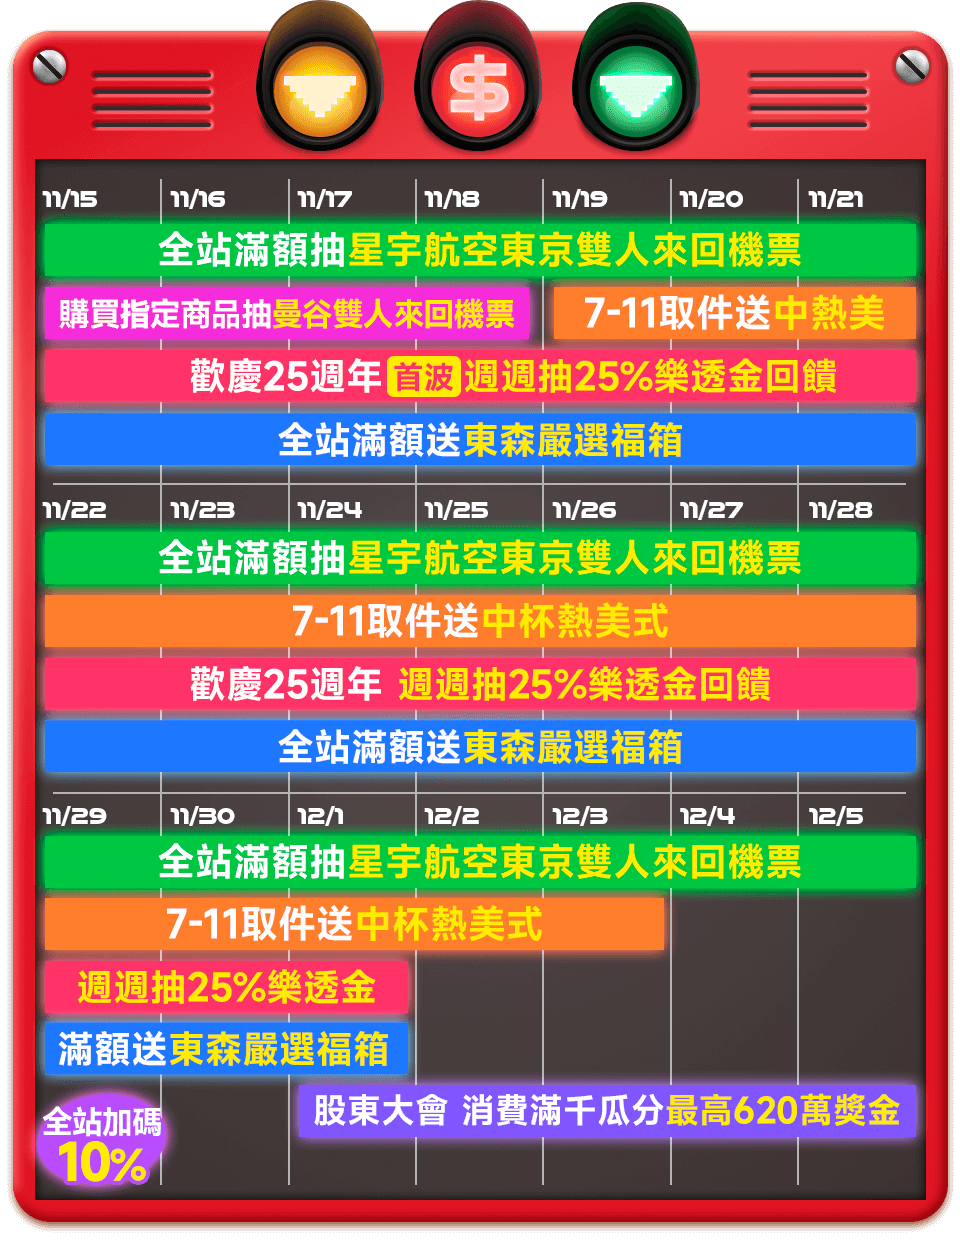 $
11/15 11/16 11/17 11/18 11/19 11/20 11/21
全站滿額抽星宇航空東京雙人來回機票
購買指定商品抽曼谷雙人來回機票 7-11取件送中熱美
歡慶25週年 首波 週週抽25%樂透金回饋
全站滿額送東森嚴選福箱
11/22 11/23 11/24 11/25 11/26 11/27 11/28
全站滿額抽星宇航空東京雙人來回機票
7-11取件送中杯熱美式
歡慶25週年 週週抽25%樂透金回饋
全站滿額送東森嚴選福箱
11/29 11/30 12/1 12/2 12/3 12/4 12/5
全站滿額抽星宇航空東京雙人來回機票
7-11取件送中杯熱美式
週週抽25%樂透金
滿額送東森嚴選福箱
股東大會 消費滿千瓜分最高620萬獎金
全站加碼
10%